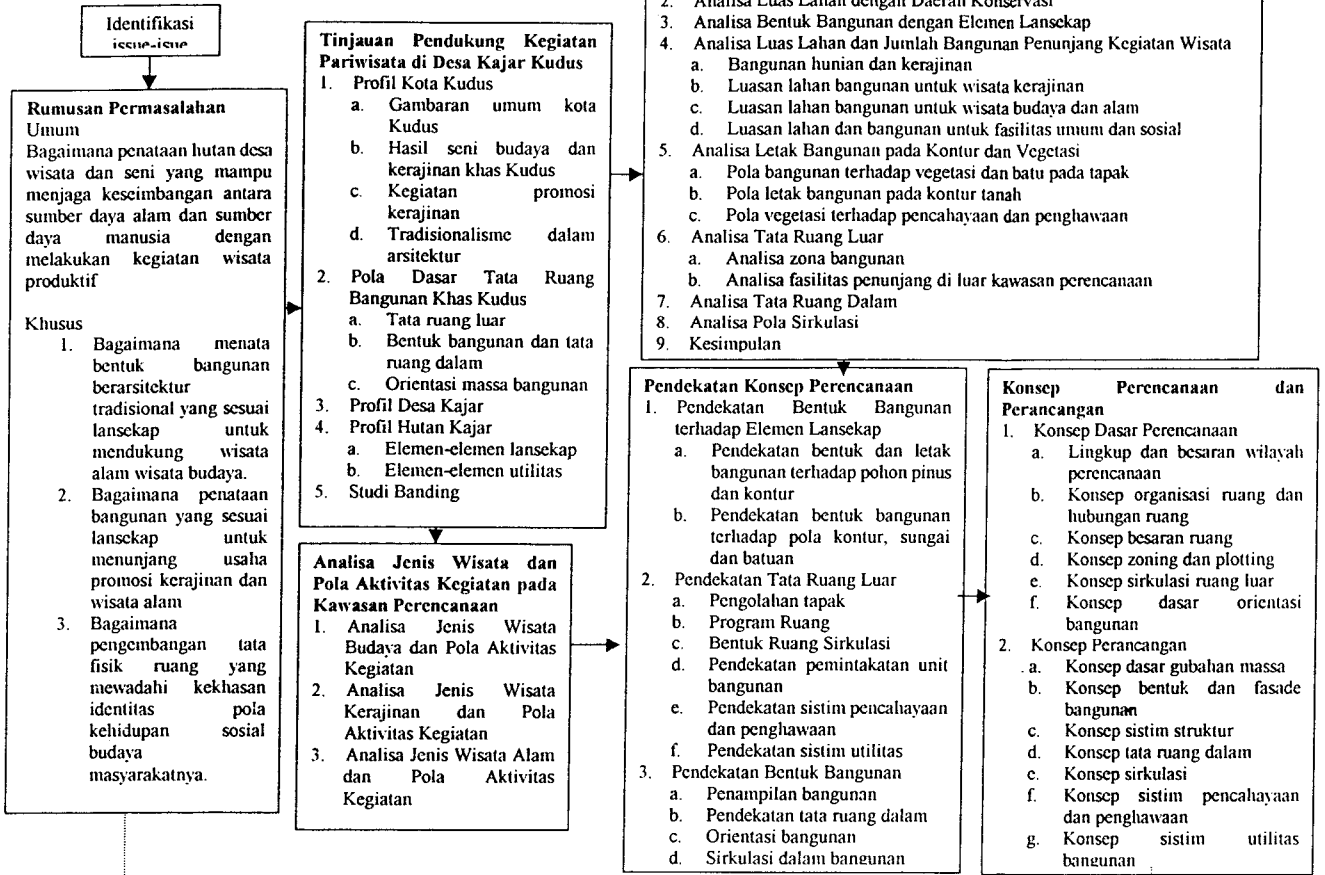 Identifikasi
issue-isue
Rumusan Permasalahan
Umum
Bagaimana penataan hutan desa
wisata dan seni yang mampu
menjaga keseimbangan antara
sumber daya alam dan sumber
daya manusia dengan
melakukan kegiatan wisata
produktif
Khusus
1. Bagaimana menata
bentuk bangunan
berarsitektur
tradisional yang sesuai
lansekap untuk
mendukung wisata
alam wisata budaya.
2. Bagaimana penataan
bangunan yang sesuai
lansekap untuk
menunjang usaha
promosi kerajinan dan
wisata alam
3. Bagaimana
pengembangan tata
fisik ruang yang
mewadahi kekhasan
identitas pola
kehidupan sosial
budaya
masyarakatnya.
Tinjauan Pendukung Kegiatan
Pariwisata di Desa Kajar Kudus
1. Profil Kota Kudus
a. Gambaran umum kota
Kudus
b. Hasil seni budaya dan
kerajinan khas Kudus
c. Kegiatan promosi
kerajinan
d. Tradisionalisme dalam
arsitektur
2. Pola Dasar Tata Ruang
Bangunan Khas Kudus
a. Tata ruang luar
b. Bentuk bangunan dan tata
ruang dalam
c. Orientasi massa bangunan
3. Profil Desa Kajar
4. Profil Hutan Kajar
a. Elemen-elemen lansekap
b. Elemen-elemen utilitas
5. Studi Banding
Analisa Jenis Wisata dan
Pola Aktivitas Kegiatan pada
Kawasan Perencanaan
1. Analisa Jenis Wisata
Budaya dan Pola Aktivitas
Kegiatan
2. Analisa Jenis Wisata
Kerajinan dan Pola
Aktivitas Kegiatan
3. Analisa Jenis Wisata Alam
dan Pola Aktivitas
Kegiatan
2. Analisa Luas Lahan dengan Daerah Konservasi
3. Analisa Bentuk Bangunan dengan Elemen Lansekap
4. Analisa Luas Lahan dan Jumlah Bangunan Penunjang Kegiatan Wisata
a. Bangunan hunian dan kerajinan
b. Luasan lahan bangunan untuk wisata kerajinan
c. Luasan lahan bangunan untuk wisata budaya dan alam
d. Luasan lahan dan bangunan untuk fasilitas umum dan sosial
5. Analisa Letak Bangunan pada Kontur dan Vegetasi
a. Pola bangunan terhadap vegetasi dan batu pada tapak
b. Pola letak bangunan pada kontur tanah
c. Pola vegetasi terhadap pencahayaan dan penghawaan
6. Analisa Tata Ruang Luar
a. Analisa zona bangunan
b. Analisa fasilitas penunjang di luar kawasan perencanaan
7. Analisa Tata Ruang Dalam
8. Analisa Pola Sirkulasi
9. Kesimpulan
Pendekatan Konsep Perencanaan
1. Pendekatan Bentuk Bangunan
terhadap Elemen Lansekap
a. Pendekatan bentuk dan letak
bangunan terhadap pohon pinus
dan kontur
b. Pendekatan bentuk bangunan
terhadap pola kontur, sungai
dan batuan
2. Pendekatan Tata Ruang Luar
a. Pengolahan tapak
b. Program Ruang
c. Bentuk Ruang Sirkulasi
d. Pendekatan pemintakatan unit
bangunan
e. Pendekatan sistim pencahayaan
dan penghawaan
f. Pendekatan sistim utilitas
3. Pendekatan Bentuk Bangunan
a. Penampilan bangunan
b. Pendekatan tata ruang dalam
c. Orientasi bangunan
d. Sirkulasi dalam bangunan
Konsep Perencanaan dan
Perancangan
1. Konsep Dasar Perencanaan
a. Lingkup dan besaran wilayah
perencanaan
b. Konsep organisasi ruang dan
hubungan ruang
c. Konsep besaran ruang
d. Konsep zoning dan plotting
e. Konsep sirkulasi ruang luar
f. Konsep dasar orientasi
bangunan
2. Konsep Perancangan
a. Konsep dasar gubahan massa
b. Konsep bentuk dan fasade
bangunan
c. Konsep sistim struktur
d. Konsep tata ruang dalam
e. Konsep sirkulasi
f. Konsep sistim pencahayaan
dan penghawaan
g. Konsep sistim utilitas
bangunan